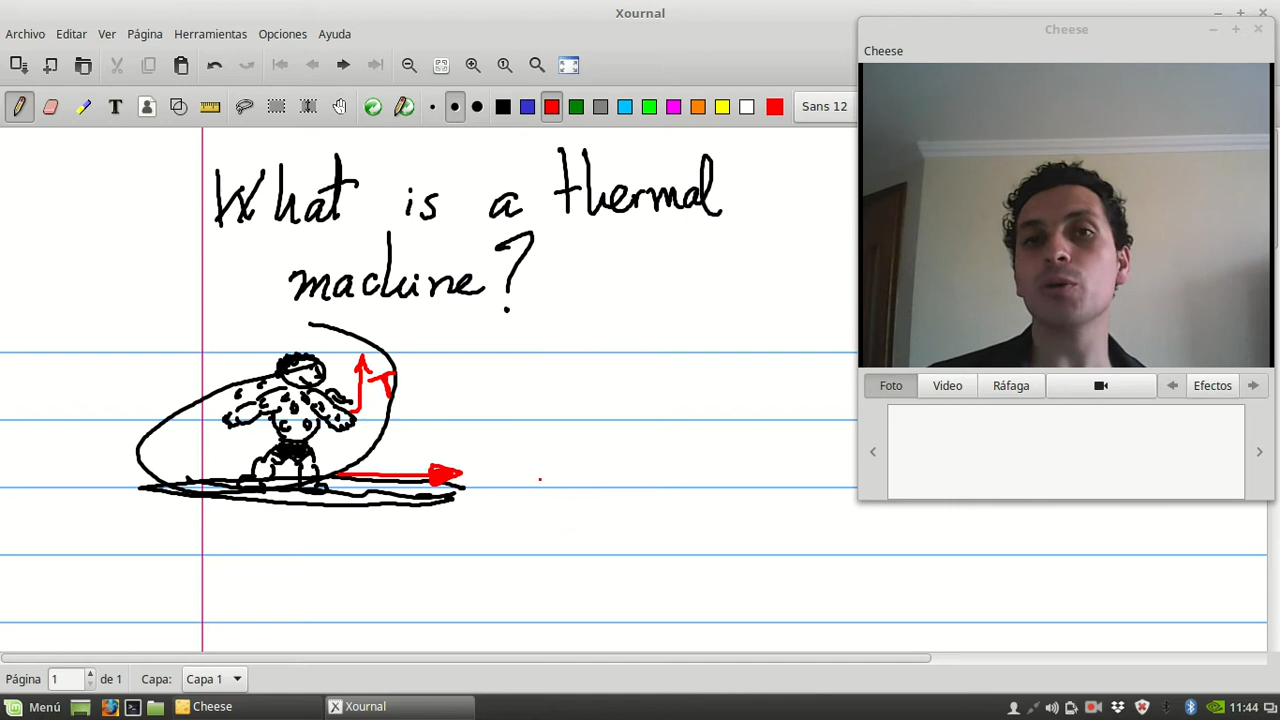 Xournal
Archivo Editar Ver Página Herramientas Opciones Ayuda
Sans 12
Cheese
Cheese
Foto Video Ráfaga Efectos
What is a thermal
machine?
T
Página 1 de 1 Capa: Capa 1
Menú Cheese Xournal 11:44